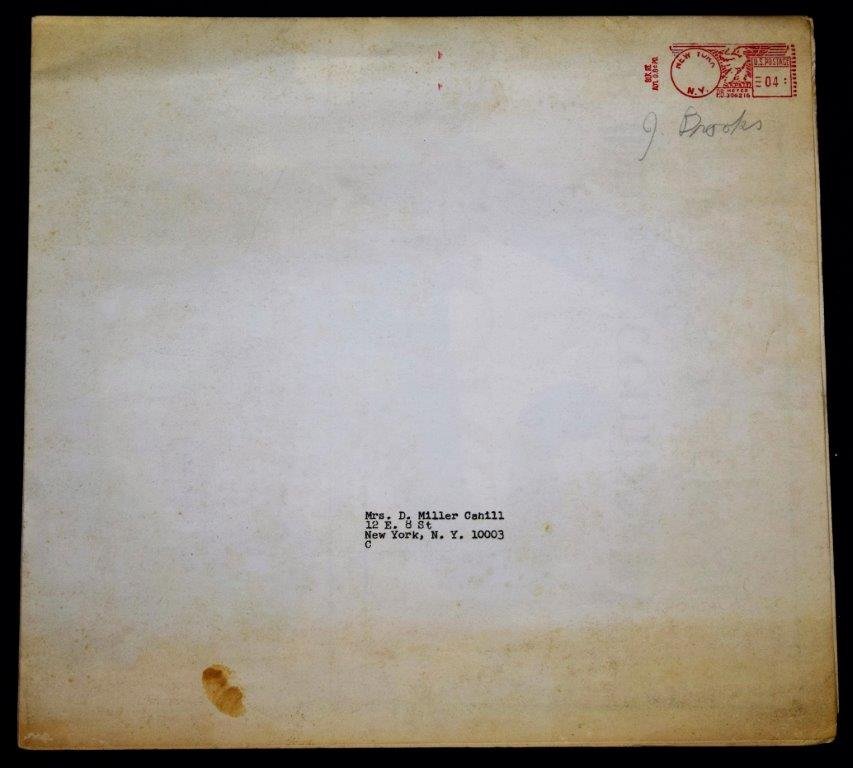 NEW YORK
N.Y.
U.S. POSTAGE
04
J. Brooks
Mrs. D. Miller Cahill
12 E. 8 St
New York, N. Y. 10003
C